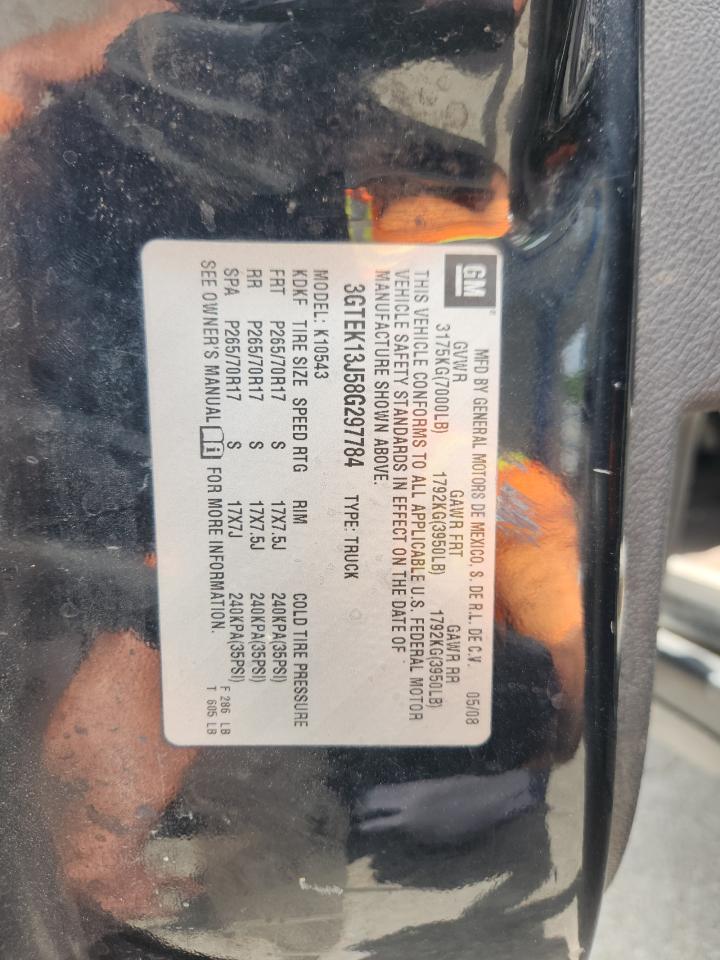 GM
MFD BY GENERAL MOTORS DE MEXICO, S. DE R.L. DE C.V. 05/08
GVWR GAWR FRT GAWR RR
3175KG(7000LB) 1792KG(3950LB) 1792KG(3950LB)
THIS VEHICLE CONFORMS TO ALL APPLICABLE U.S. FEDERAL MOTOR
VEHICLE SAFETY STANDARDS IN EFFECT ON THE DATE OF
MANUFACTURE SHOWN ABOVE.
3GTEK13J58G297784 TYPE: TRUCK
MODEL: K10543
KDKF TIRE SIZE SPEED RTG RIM COLD TIRE PRESSURE
FRT P265/70R17 S 17X7.5J 240KPA(35PSI)
RR P265/70R17 S 17X7.5J 240KPA(35PSI)
SPA P265/70R17 S 17X7J 240KPA(35PSI)
SEE OWNER'S MANUAL FOR MORE INFORMATION.
F 286 LB
T 605 LB